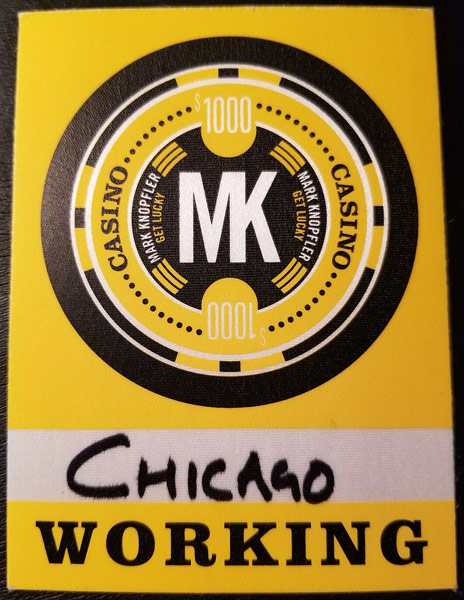 $1000
CASINO
CASINO
MARK KNOPFLER
GET LUCKY
MK
MARK KNOPFLER
GET LUCKY
$1000
CHICAGO
WORKING